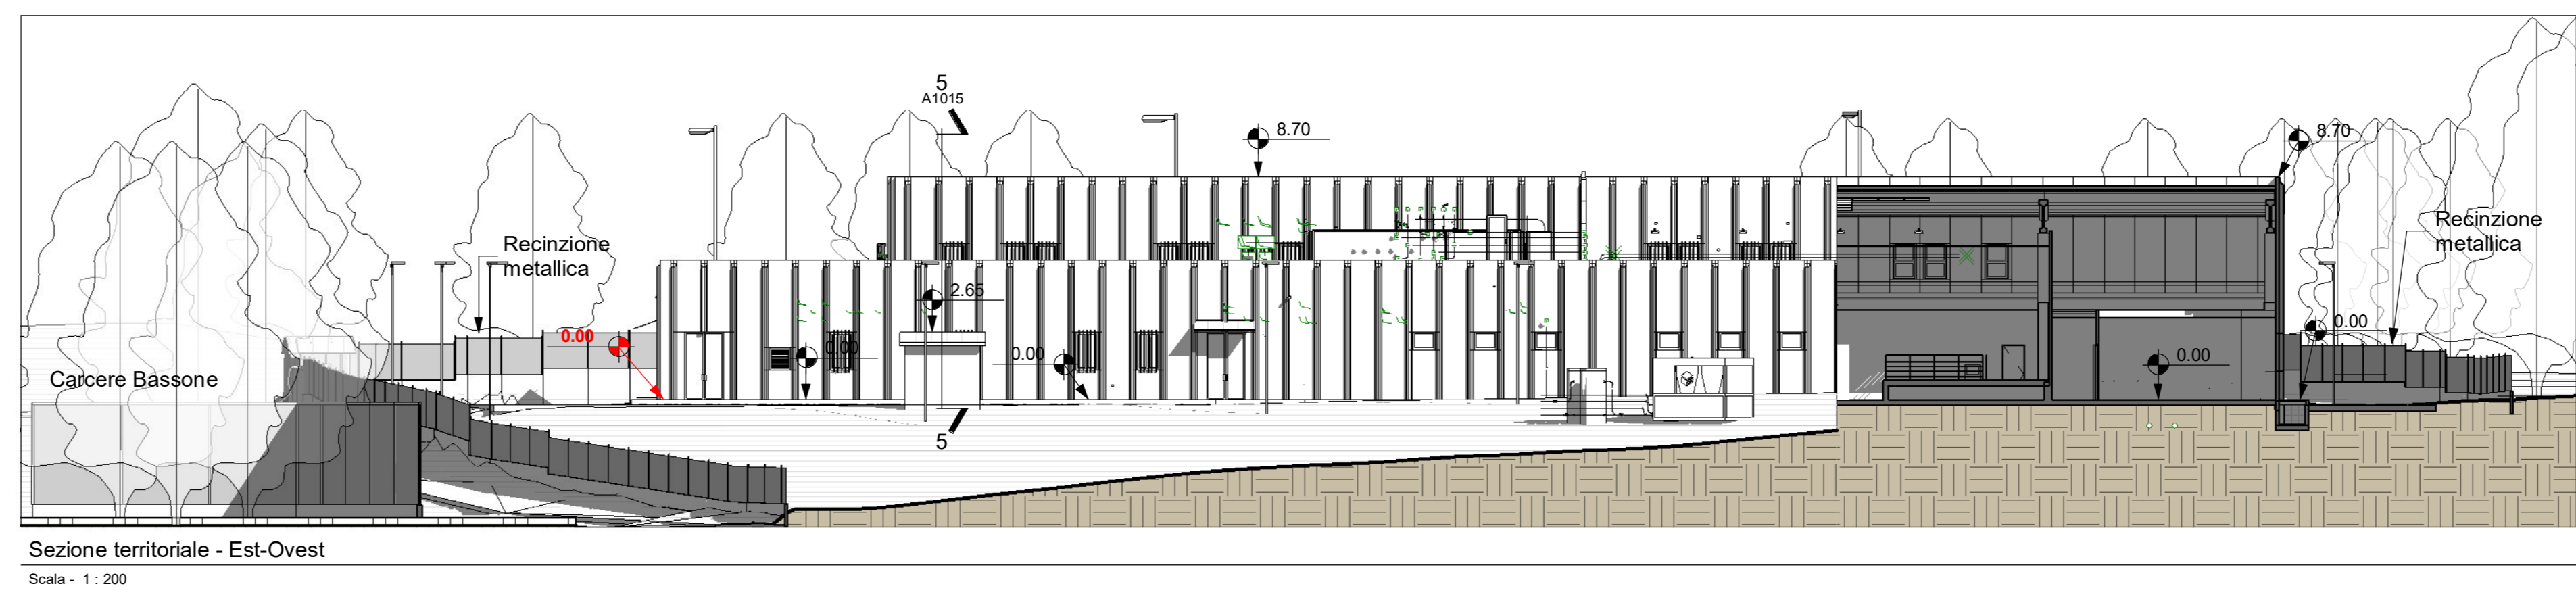 5
A1015
8.70
8.70
Recinzione
metallica
Recinzione
metallica
2.65
0.00
0.00
0.00
0.00
0.00
Carcere Bassone
5
Sezione territoriale - Est-Ovest
Scala - 1 : 200